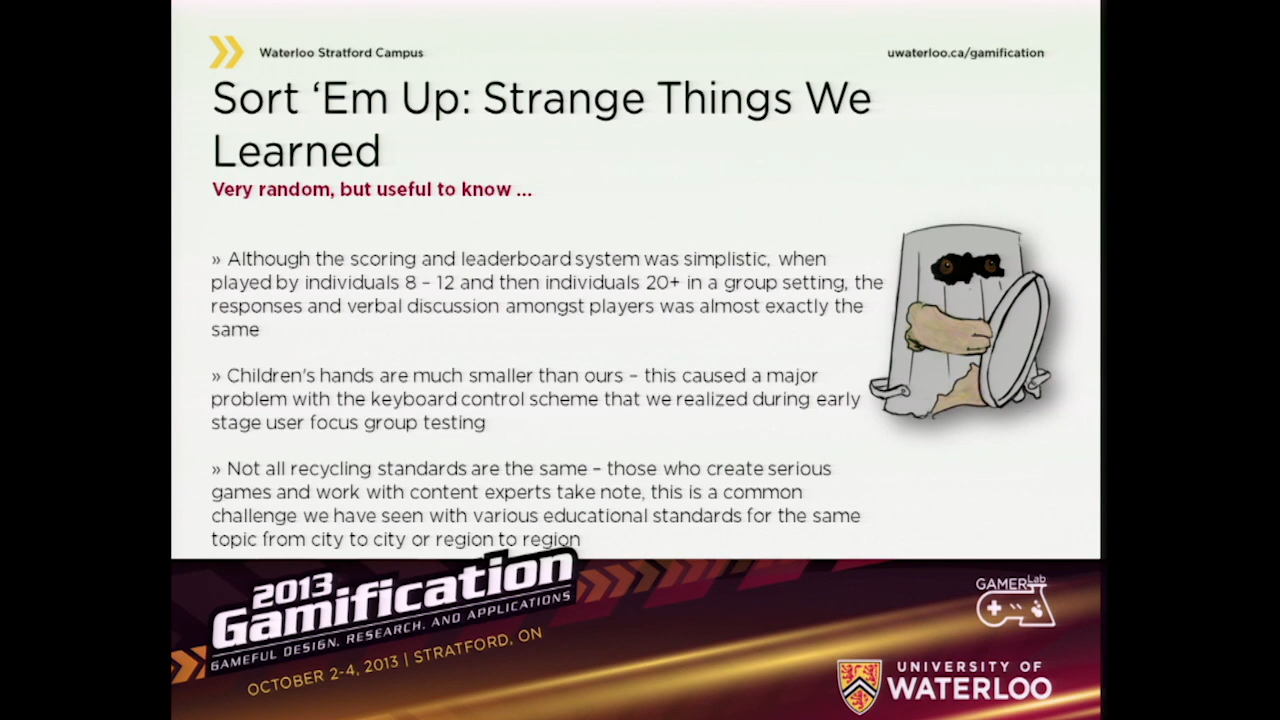 Waterloo Stratford Campus
uwaterloo.ca/gamification
Sort ‘Em Up: Strange Things We
Learned
Very random, but useful to know ...
» Although the scoring and leaderboard system was simplistic, when
played by individuals 8 – 12 and then individuals 20+ in a group setting, the
responses and verbal discussion amongst players was almost exactly the
same
» Children's hands are much smaller than ours – this caused a major
problem with the keyboard control scheme that we realized during early
stage user focus group testing
» Not all recycling standards are the same – those who create serious
games and work with content experts take note, this is a common
challenge we have seen with various educational standards for the same
topic from city to city or region to region
2013
Gamification
GAMEFUL DESIGN, RESEARCH, AND APPLICATIONS
OCTOBER 2-4, 2013 | STRATFORD, ON
GAMER Lab
UNIVERSITY OF
WATERLOO